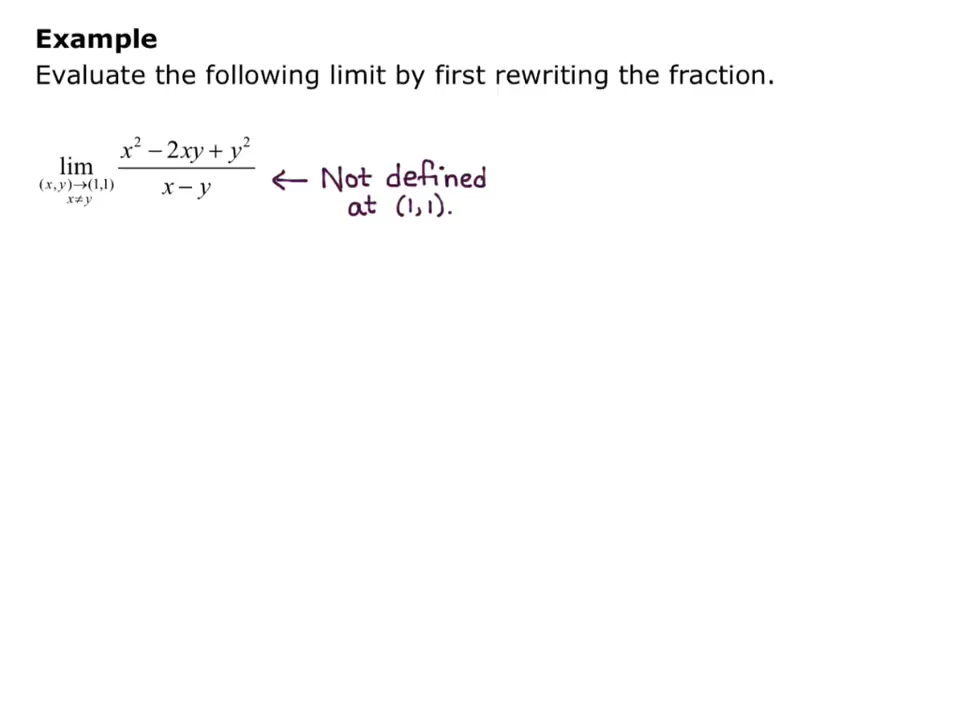 Example
Evaluate the following limit by first rewriting the fraction.
lim (x,y)→(1,1) x≠y x² − 2xy + y² / x − y ← Not defined
at (1,1).